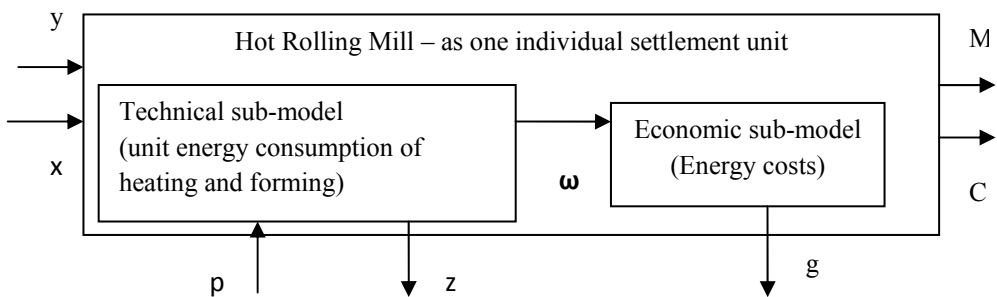 y
Hot Rolling Mill – as one individual settlement unit
M
Technical sub-model
(unit energy consumption of
heating and forming)
Economic sub-model
(Energy costs)
x
ω
C
p
z
g